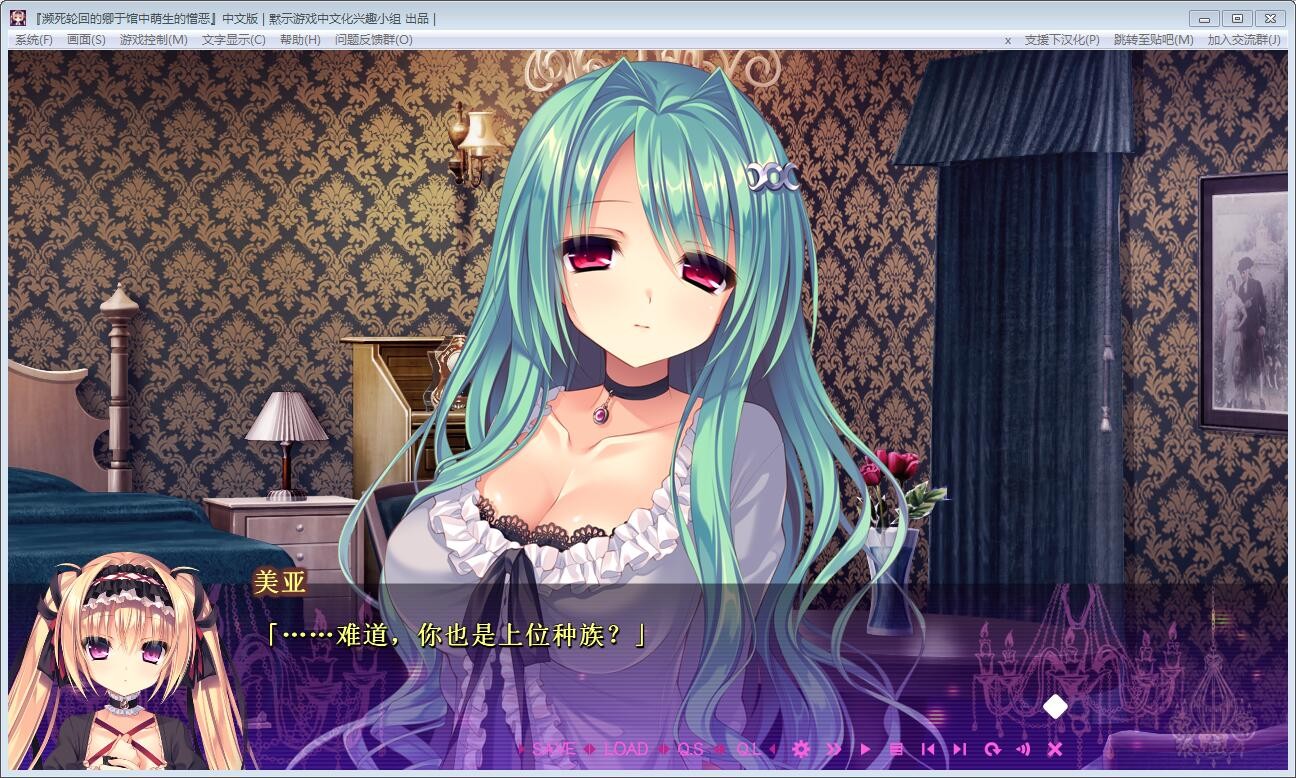 『濒死轮回的卿于馆中萌生的憎恶』中文版 | 默示游戏中文化兴趣小组 出品 |
系统(F) 画面(S) 游戏控制(M) 文字显示(C) 帮助(H) 问题反馈群(O) x 支援下汉化(P) 跳转至贴吧(M) 加入交流群(J)
美亚
「……难道，你也是上位种族？」
SAVE LOAD Q.S Q.L